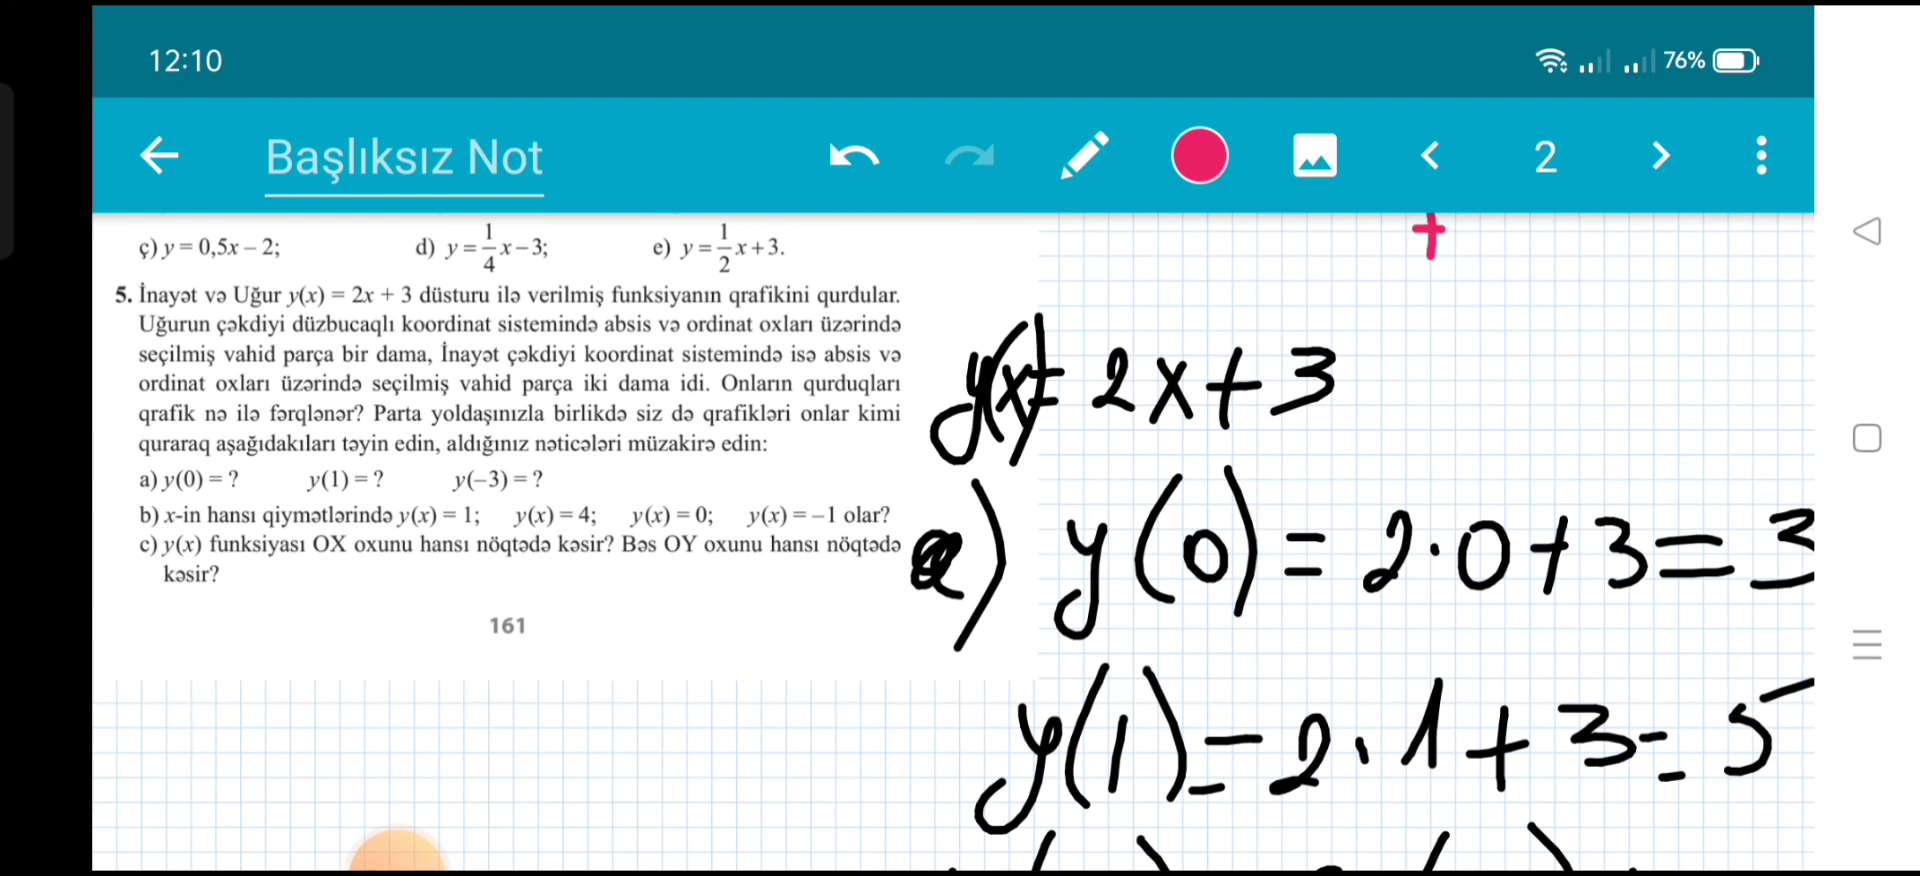 12:10
76%
Başlıksız Not
2
ç) y = 0,5x – 2; d) y = 1/4 x – 3; e) y = 1/2 x + 3.
5. İnayət və Uğur y(x) = 2x + 3 düsturu ilə verilmiş funksiyanın qrafikini qurdular.
Uğurun çəkdiyi düzbucaqlı koordinat sistemində absis və ordinat oxları üzərində
seçilmiş vahid parça bir dama, İnayət çəkdiyi koordinat sistemində isə absis və
ordinat oxları üzərində seçilmiş vahid parça iki dama idi. Onların qurduqları
qrafik nə ilə fərqlənər? Parta yoldaşınızla birlikdə siz də qrafikləri onlar kimi
quraraq aşağıdakıları təyin edin, aldığınız nəticələri müzakirə edin:
a) y(0) = ? y(1) = ? y(–3) = ?
b) x-in hansı qiymətlərində y(x) = 1; y(x) = 4; y(x) = 0; y(x) = –1 olar?
c) y(x) funksiyası OX oxunu hansı nöqtədə kəsir? Bəs OY oxunu hansı nöqtədə
kəsir?
161
+
y(x) = 2x + 3
a) y(0) = 2·0+3=3
y(1) = 2·1+3=5